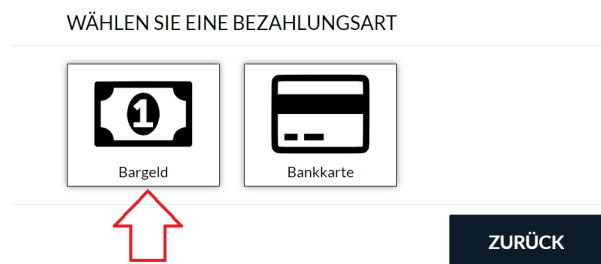 WÄHLEN SIE EINE BEZAHLUNGSART
1
Bargeld
Bankkarte
ZURÜCK